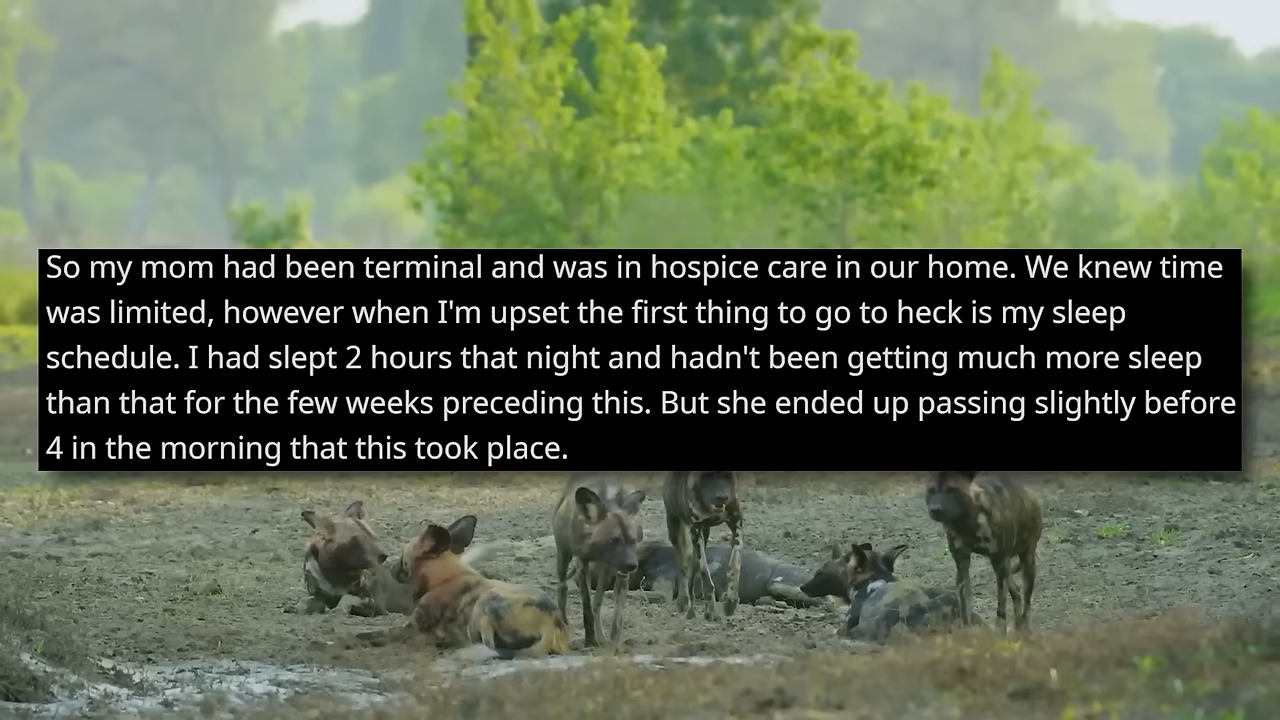 So my mom had been terminal and was in hospice care in our home. We knew time
was limited, however when I'm upset the first thing to go to heck is my sleep
schedule. I had slept 2 hours that night and hadn't been getting much more sleep
than that for the few weeks preceding this. But she ended up passing slightly before
4 in the morning that this took place.